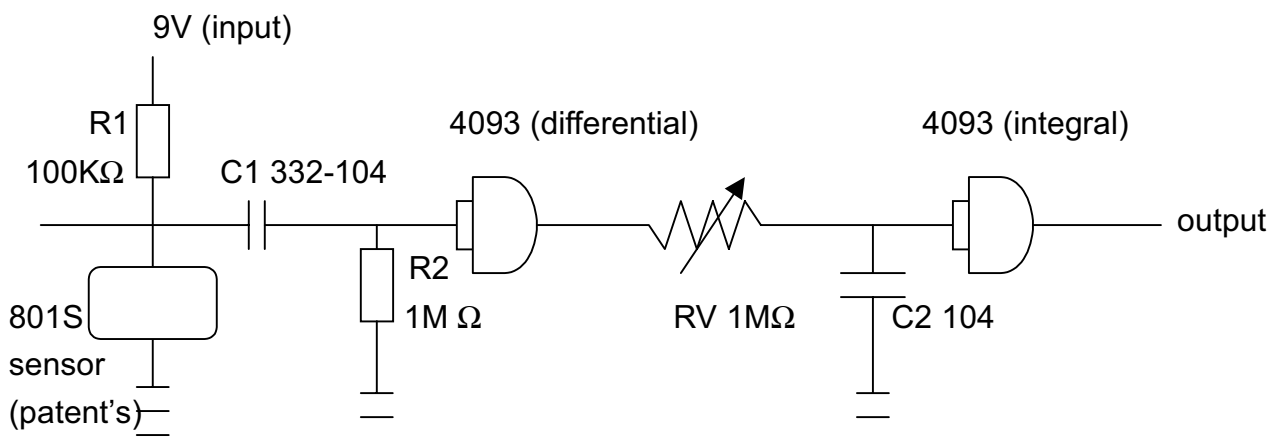 9V (input)
R1
100KΩ
C1 332-104
4093 (differential)
4093 (integral)
output
R2
1M Ω
RV 1MΩ
C2 104
801S
sensor
(patent's)